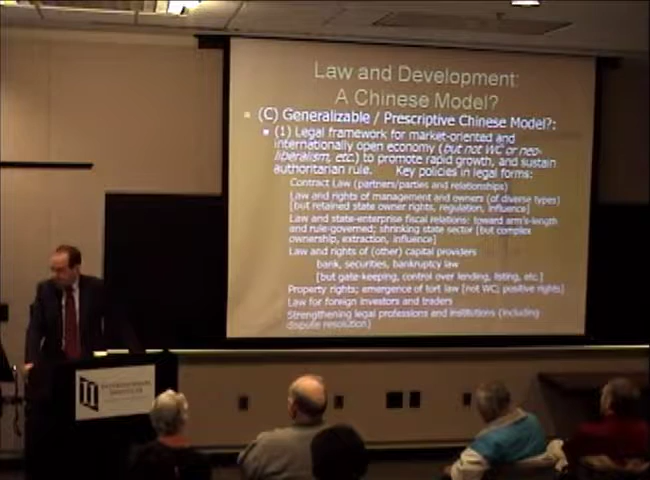 Law and Development:
A Chinese Model?
(C) Generalizable / Prescriptive Chinese Model?:
(1) Legal framework for market-oriented and
internationally open economy (but not WC or neo-
liberalism, etc.) to promote rapid growth, and sustain
authoritarian rule. Key policies in legal forms:
Contract Law (partners/parties and relationships)
Law and rights of management and owners (of diverse types)
[but retained state owner rights, regulation, influence]
Law and state-enterprise fiscal relations: toward arm's-length
and rule-governed; shrinking state sector [but complex
ownership, extraction, influence]
Law and rights of (other) capital providers
bank, securities, bankruptcy law
[but gate-keeping, control over lending, listing, etc.]
Property rights; emergence of tort law [not WC; positive rights]
Law for foreign investors and traders
Strengthening legal professions and institutions (including
dispute resolution)